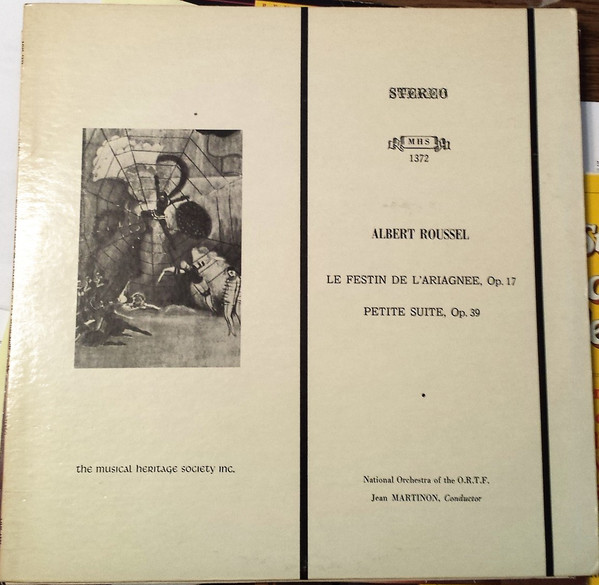 STEREO
MHS
1372
ALBERT ROUSSEL
LE FESTIN DE L'ARIAGNEE, Op. 17
PETITE SUITE, Op. 39
the musical heritage society inc.
National Orchestra of the O.R.T.F.
Jean MARTINON, Conductor